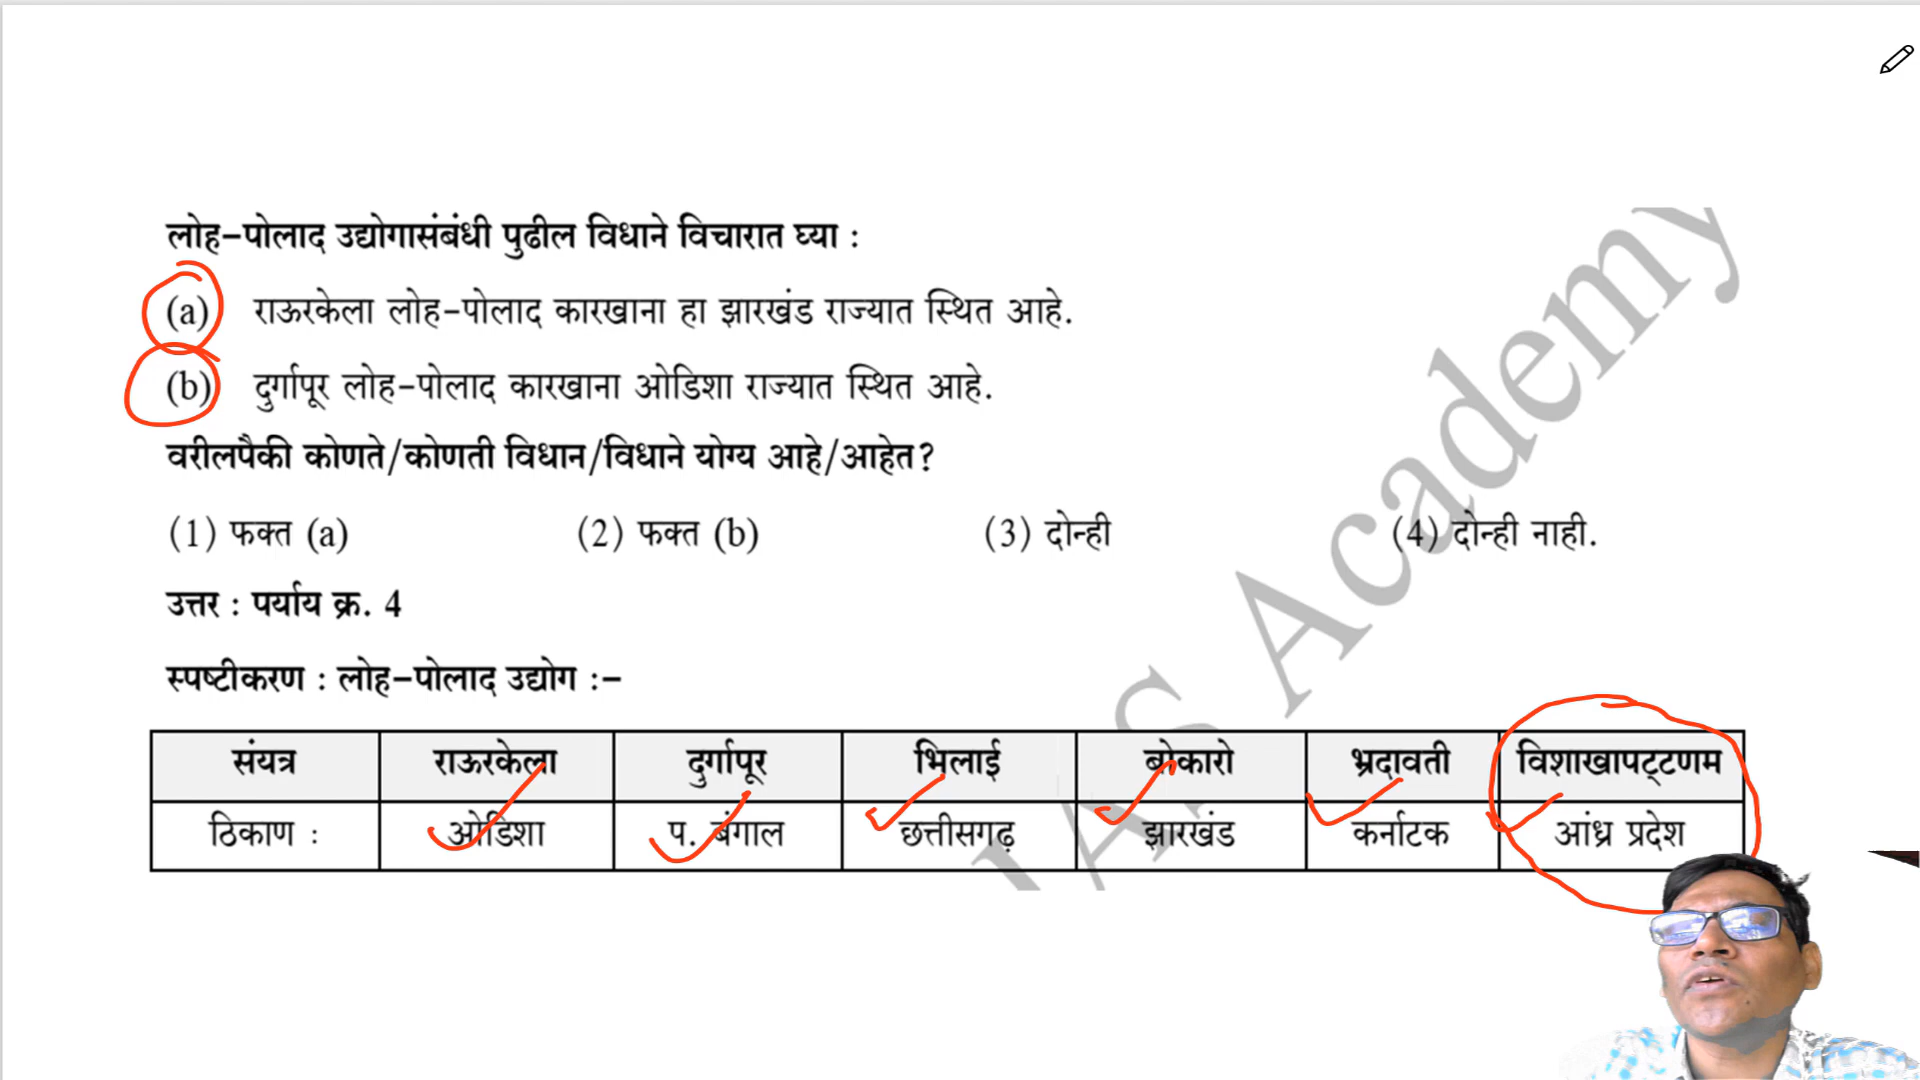 लोह-पोलाद उद्योगासंबंधी पुढील विधाने विचारात घ्या :
(a) राऊरकेला लोह-पोलाद कारखाना हा झारखंड राज्यात स्थित आहे.
(b) दुर्गापूर लोह-पोलाद कारखाना ओडिशा राज्यात स्थित आहे.
वरीलपैकी कोणते/कोणती विधान/विधाने योग्य आहे/आहेत?
(1) फक्त (a) (2) फक्त (b) (3) दोन्ही (4) दोन्ही नाही.
उत्तर : पर्याय क्र. 4
स्पष्टीकरण : लोह-पोलाद उद्योग :-
संयत्र राऊरकेला दुर्गापूर भिलाई बोकारो भ्रदावती विशाखापट्टणम
ठिकाण : ओडिशा प. बंगाल छत्तीसगढ़ झारखंड कर्नाटक आंध्र प्रदेश
IAS Academy